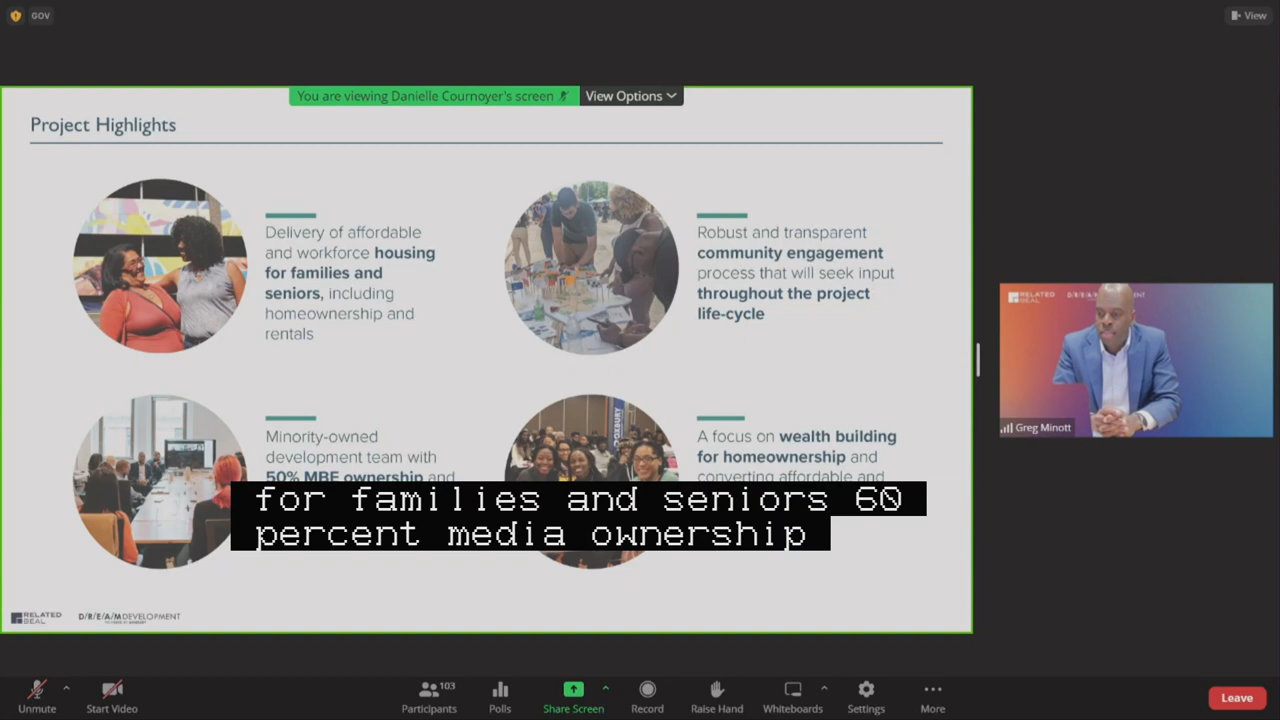 GOV
View
You are viewing Danielle Cournoyer's screen
View Options
Project Highlights
Delivery of affordable
and workforce housing
for families and
seniors, including
homeownership and
rentals
Robust and transparent
community engagement
process that will seek input
throughout the project
life-cycle
Minority-owned
development team with
50% MBE ownership and
A focus on wealth building
for homeownership and
converting affordable and
ROXBURY
for families and seniors 60
percent media ownership
RELATED
BEAL
D/R/E/A/M DEVELOPMENT
RELATED
BEAL
Greg Minott
Unmute
Start Video
Participants
103
Polls
Share Screen
Record
Raise Hand
Whiteboards
Settings
More
Leave